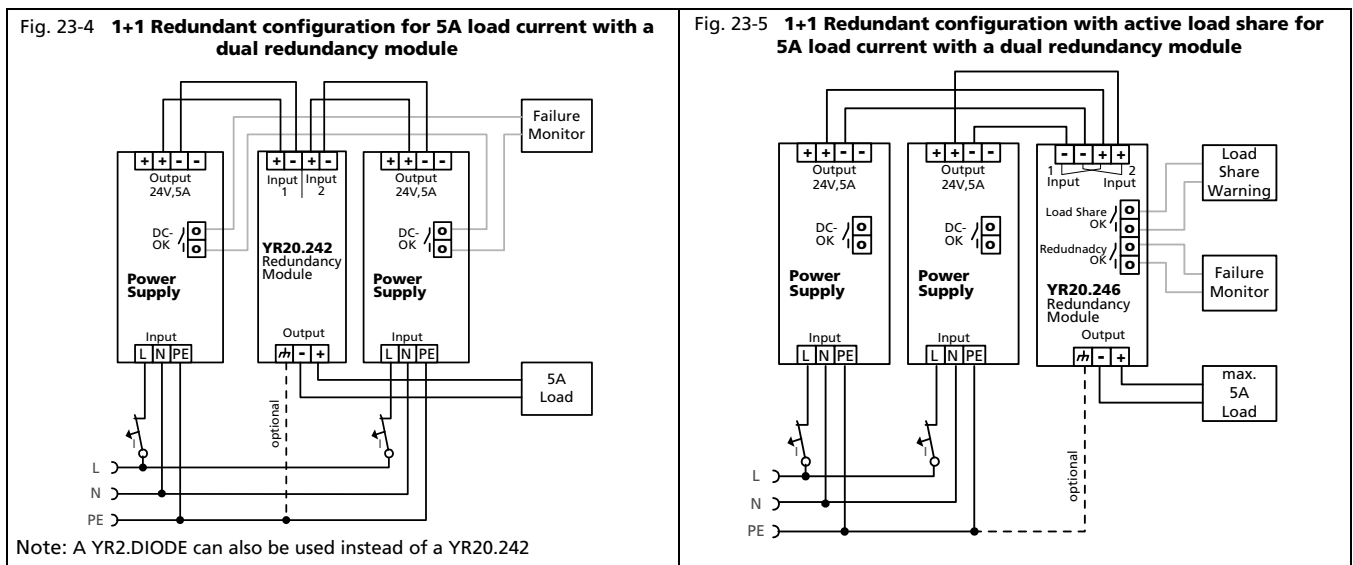 Fig. 23-4 1+1 Redundant configuration for 5A load current with a
dual redundancy module
Failure
Monitor
+ + - -
Output
24V,5A
DC-
OK
Power
Supply
Input
L N PE
+ - + -
Input 1
Input 2
YR20.242
Redundancy
Module
Output
- +
+ + - -
Output
24V,5A
DC-
OK
Power
Supply
Input
L N PE
5A
Load
I
I
optional
L
N
PE
Note: A YR2.DIODE can also be used instead of a YR20.242
Fig. 23-5 1+1 Redundant configuration with active load share for
5A load current with a dual redundancy module
+ + - -
Output
24V,5A
DC-
OK
Power
Supply
Input
L N PE
+ + - -
Output
24V,5A
DC-
OK
Power
Supply
Input
L N PE
- - + +
1 2
Input Input
Load Share
OK
Redudnadcy
OK
YR20.246
Redundancy
Module
Output
- +
Load
Share
Warning
Failure
Monitor
max.
5A
Load
I
I
optional
L
N
PE